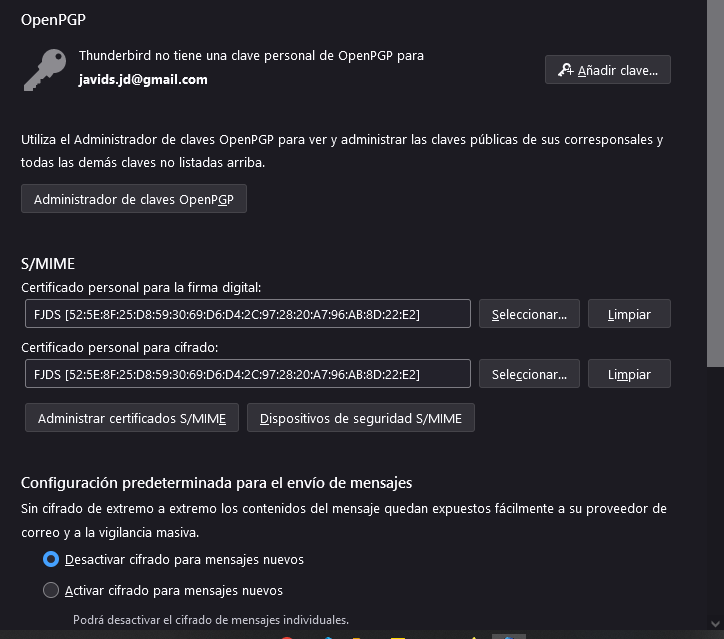 OpenPGP
Thunderbird no tiene una clave personal de OpenPGP para
javids.jd@gmail.com
Añadir clave...
Utiliza el Administrador de claves OpenPGP para ver y administrar las claves públicas de sus corresponsales y
todas las demás claves no listadas arriba.
Administrador de claves OpenPGP
S/MIME
Certificado personal para la firma digital:
FJDS [52:5E:8F:25:D8:59:30:69:D6:D4:2C:97:28:20:A7:96:AB:8D:22:E2]
Seleccionar...
Limpiar
Certificado personal para cifrado:
FJDS [52:5E:8F:25:D8:59:30:69:D6:D4:2C:97:28:20:A7:96:AB:8D:22:E2]
Seleccionar...
Limpiar
Administrar certificados S/MIME
Dispositivos de seguridad S/MIME
Configuración predeterminada para el envío de mensajes
Sin cifrado de extremo a extremo los contenidos del mensaje quedan expuestos fácilmente a su proveedor de
correo y a la vigilancia masiva.
Desactivar cifrado para mensajes nuevos
Activar cifrado para mensajes nuevos
Podrá desactivar el cifrado de mensajes individuales.